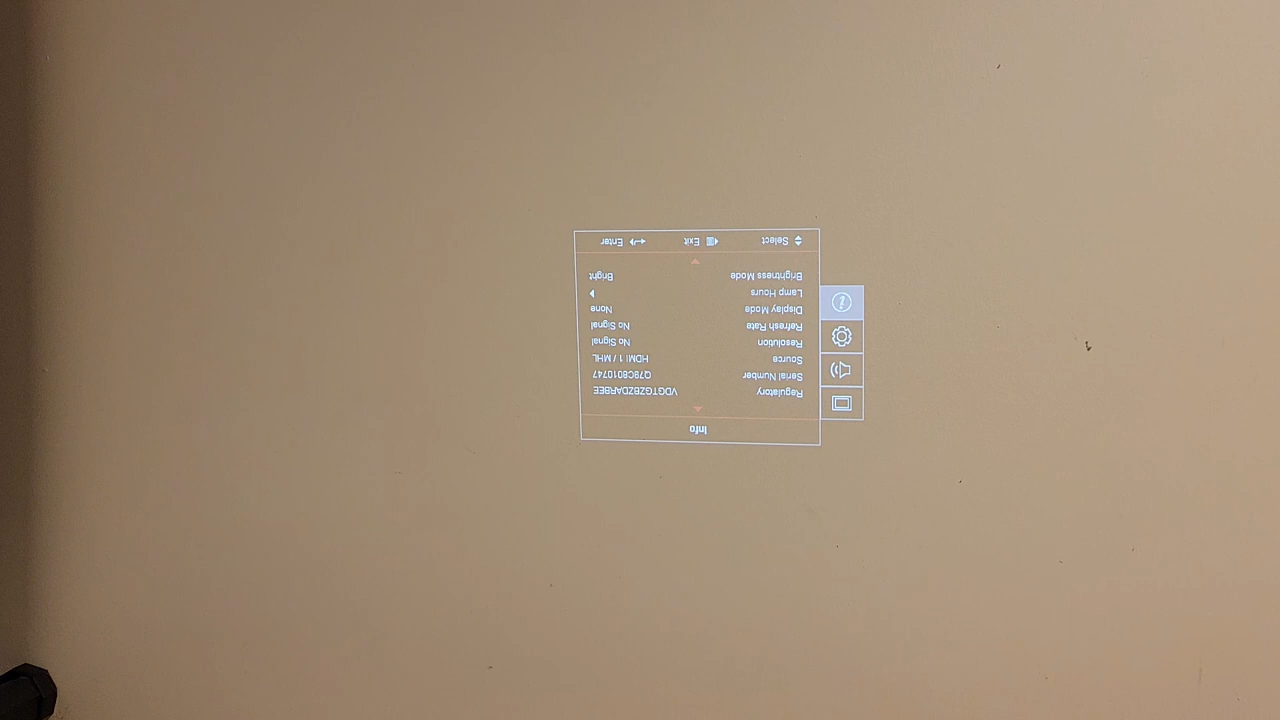 Info
Regulatory VDGTGZBZDARBEE
Serial Number Q78C8010747
Source HDMI 1 / MHL
Resolution No Signal
Refresh Rate No Signal
Display Mode None
Lamp Hours
Brightness Mode Bright
Select Exit Enter